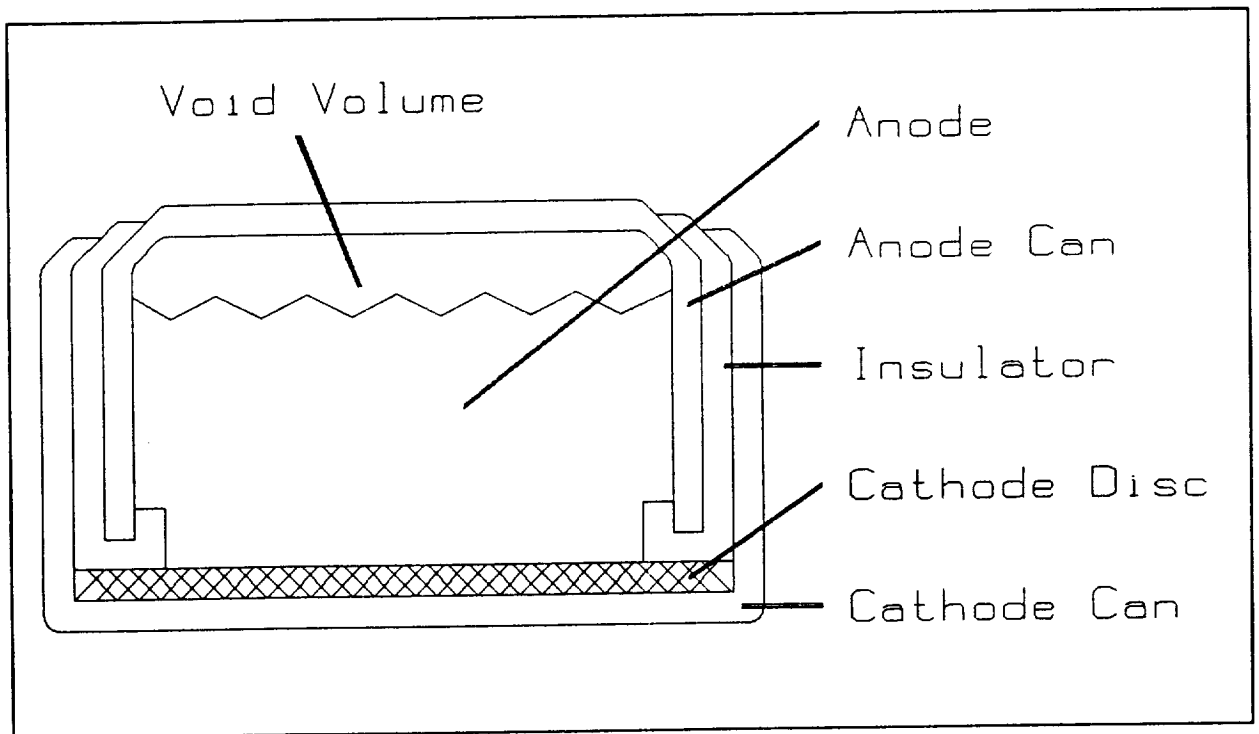 Void Volume
Anode
Anode Can
Insulator
Cathode Disc
Cathode Can